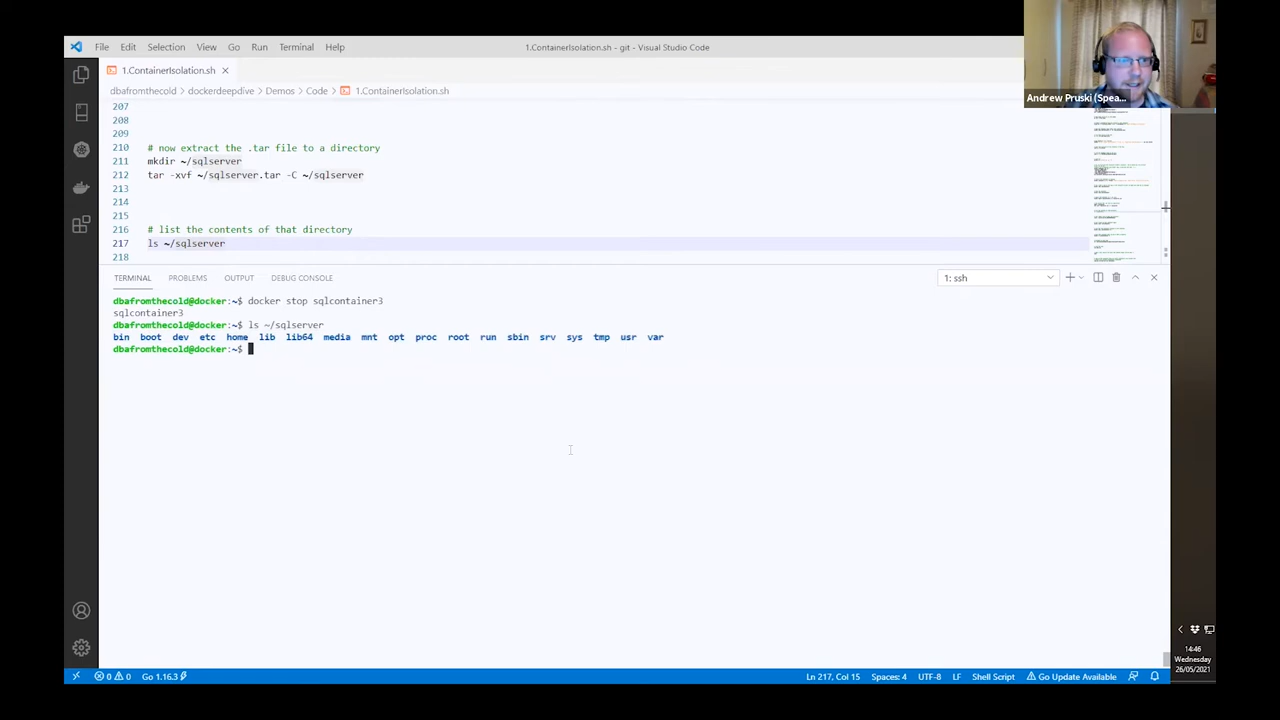 File Edit Selection View Go Run Terminal Help
1.ContainerIsolation.sh - git - Visual Studio Code
Andrew Pruski (Spea...
1.ContainerIsolation.sh
dbafromthecold > dockerdeepdive > Demos > Code > 1.ContainerIsolation.sh
207
208
209
210 # now extract the .tar file to a directory
211 mkdir ~/sqlserver
212 tar -xvf ~/sqlserver.tar -C ~/sqlserver
213
214
215
216 # list the contents of that directory
217 ls ~/sqlserver
218
TERMINAL PROBLEMS OUTPUT DEBUG CONSOLE
1: ssh
dbafromthecold@docker:~$ docker stop sqlcontainer3
sqlcontainer3
dbafromthecold@docker:~$ ls ~/sqlserver
bin boot dev etc home lib lib64 media mnt opt proc root run sbin srv sys tmp usr var
dbafromthecold@docker:~$
14:46
Wednesday
26/05/2021
0 0 Go 1.16.3 Ln 217, Col 15 Spaces: 4 UTF-8 LF Shell Script Go Update Available